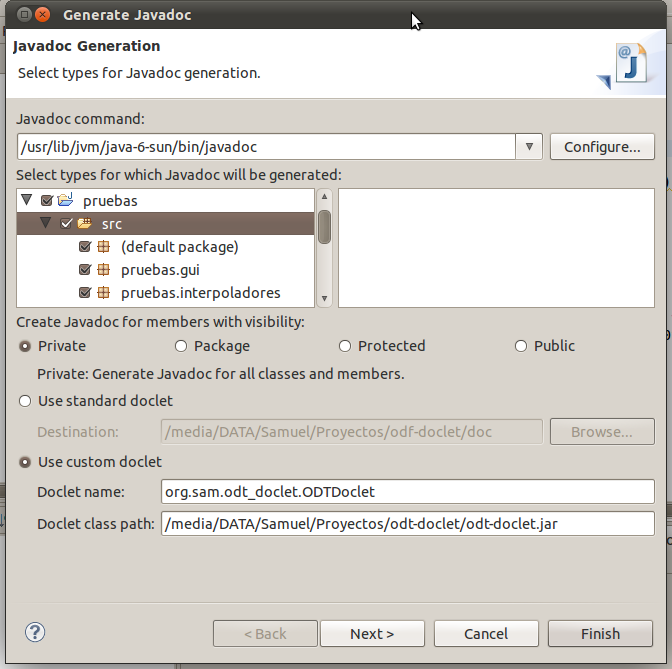 Generate Javadoc
Javadoc Generation
Select types for Javadoc generation.
@
J
Javadoc command:
/usr/lib/jvm/java-6-sun/bin/javadoc
Configure...
Select types for which Javadoc will be generated:
pruebas
src
(default package)
pruebas.gui
pruebas.interpoladores
Create Javadoc for members with visibility:
Private Package Protected Public
Private: Generate Javadoc for all classes and members.
Use standard doclet
Destination: /media/DATA/Samuel/Proyectos/odf-doclet/doc Browse...
Use custom doclet
Doclet name: org.sam.odt_doclet.ODTDoclet
Doclet class path: /media/DATA/Samuel/Proyectos/odt-doclet/odt-doclet.jar
? < Back Next > Cancel Finish